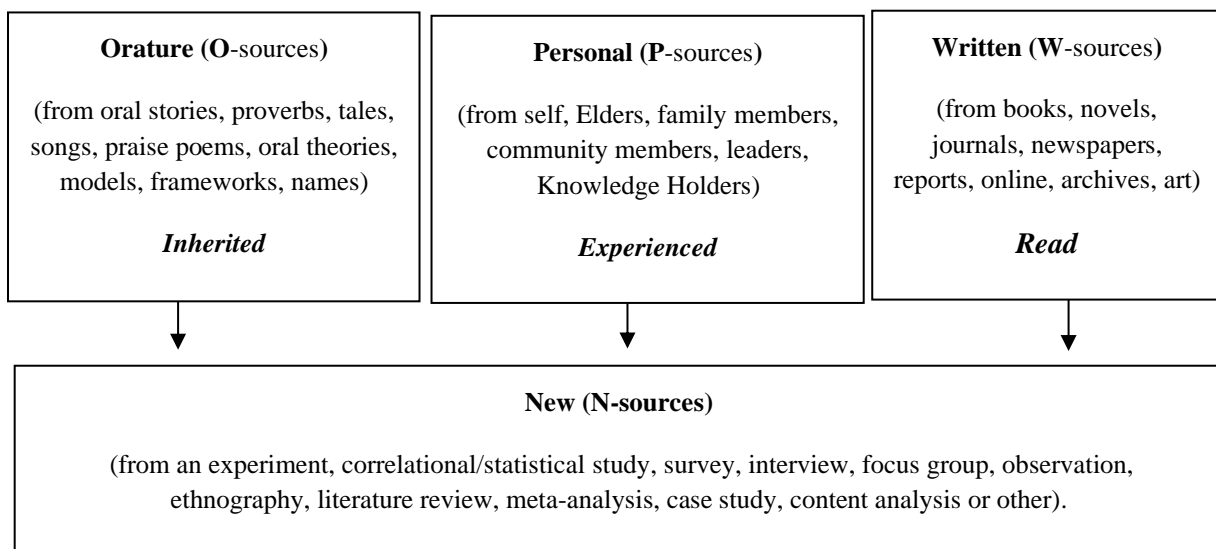 Orature (O-sources)
(from oral stories, proverbs, tales,
songs, praise poems, oral theories,
models, frameworks, names)
Inherited
Personal (P-sources)
(from self, Elders, family members,
community members, leaders,
Knowledge Holders)
Experienced
Written (W-sources)
(from books, novels,
journals, newspapers,
reports, online, archives, art)
Read
New (N-sources)
(from an experiment, correlational/statistical study, survey, interview, focus group, observation,
ethnography, literature review, meta-analysis, case study, content analysis or other).